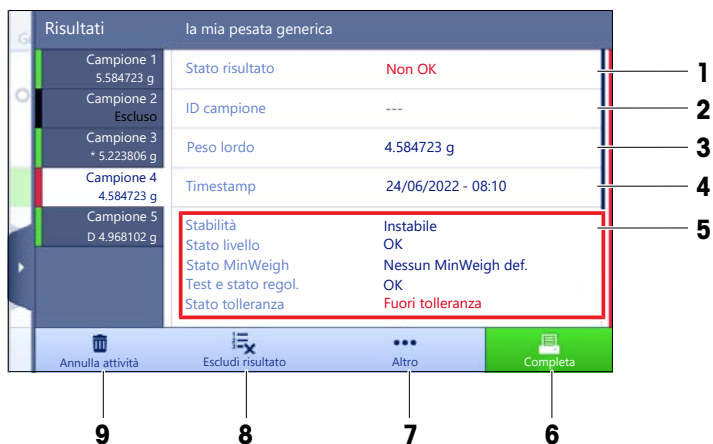 Risultati
la mia pesata generica
Campione 1
5.584723 g
Campione 2
Escluso
Campione 3
* 5.223806 g
Campione 4
4.584723 g
Campione 5
D 4.968102 g
Stato risultato Non OK
ID campione ---
Peso lordo 4.584723 g
Timestamp 24/06/2022 - 08:10
Stabilità Instabile
Stato livello OK
Stato MinWeigh Nessun MinWeigh def.
Test e stato regol. OK
Stato tolleranza Fuori tolleranza
1
2
3
4
5
Annulla attività
Escludi risultato
Altro
Completa
9
8
7
6